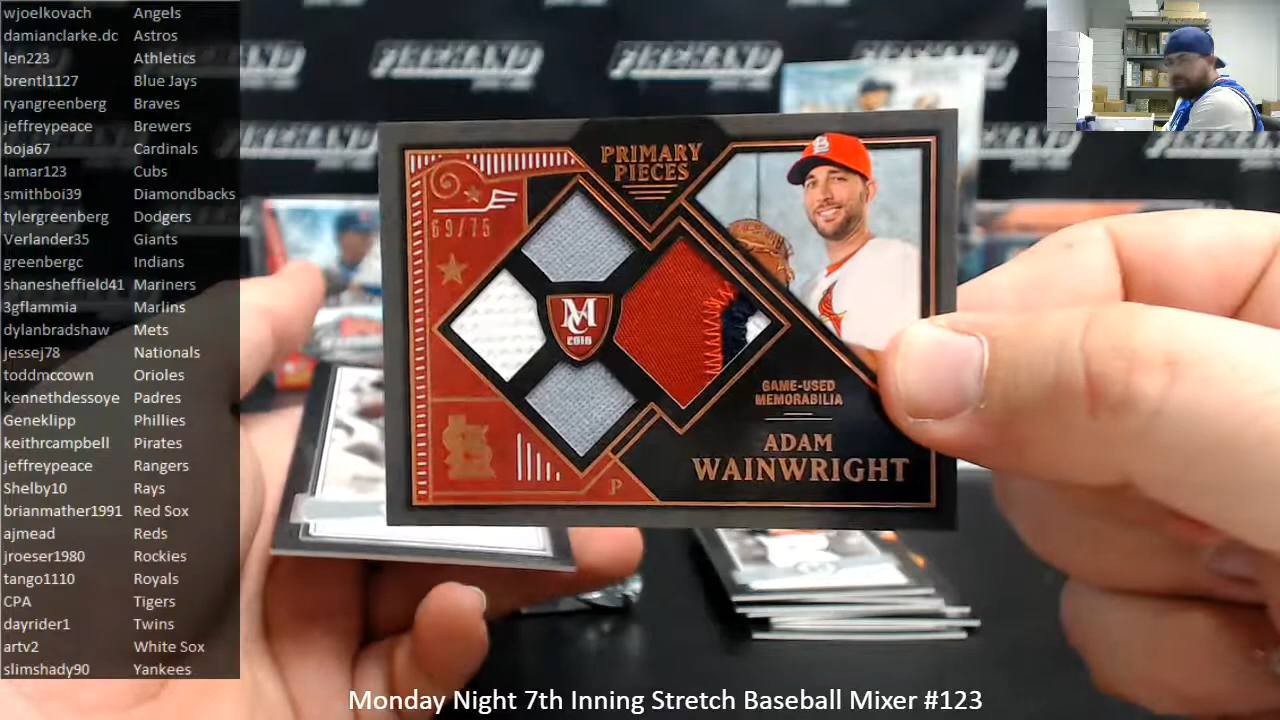 wjoelkovach Angels
damianclarke.dc Astros
len223 Athletics
brentl1127 Blue Jays
ryangreenberg Braves
jeffreypeace Brewers
boja67 Cardinals
lamar123 Cubs
smithboi39 Diamondbacks
tylergreenberg Dodgers
Verlander35 Giants
greenbergc Indians
shanesheffield41 Mariners
3gflammia Marlins
dylanbradshaw Mets
jessej78 Nationals
toddmccown Orioles
kennethdessoye Padres
Geneklipp Phillies
keithrcampbell Pirates
jeffreypeace Rangers
Shelby10 Rays
brianmather1991 Red Sox
ajmead Reds
jroeser1980 Rockies
tango1110 Royals
CPA Tigers
dayrider1 Twins
artv2 White Sox
slimshady90 Yankees
FIREHAND
FIREHAND
PRIMARY
PIECES
69/75
MC
2016
GAME-USED
MEMORABILIA
ADAM
WAINWRIGHT
P
Monday Night 7th Inning Stretch Baseball Mixer #123